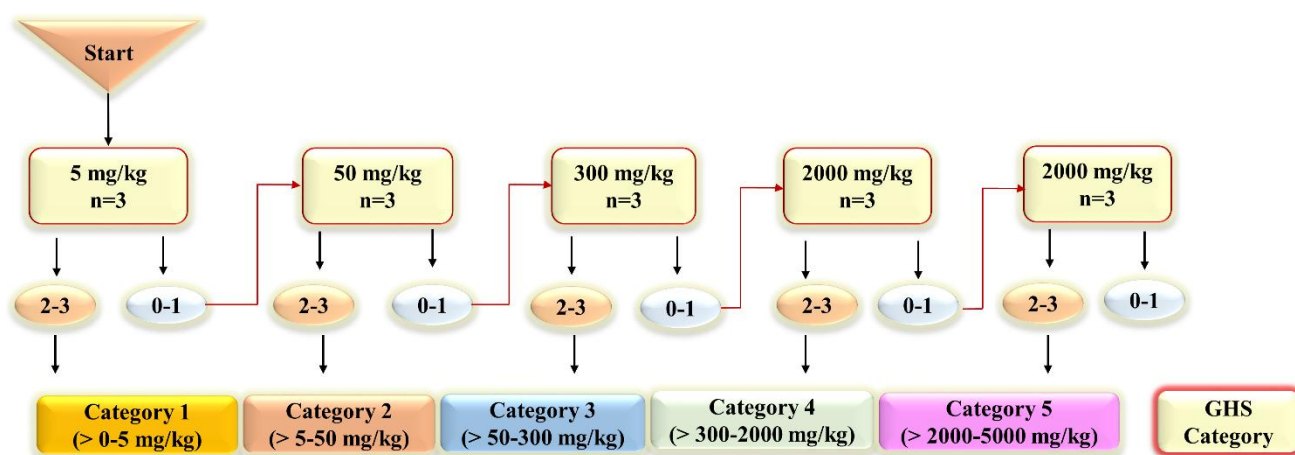 Start
5 mg/kg
n=3
50 mg/kg
n=3
300 mg/kg
n=3
2000 mg/kg
n=3
2000 mg/kg
n=3
2-3
0-1
2-3
0-1
2-3
0-1
2-3
0-1
2-3
0-1
Category 1
(> 0-5 mg/kg)
Category 2
(> 5-50 mg/kg)
Category 3
(> 50-300 mg/kg)
Category 4
(> 300-2000 mg/kg)
Category 5
(> 2000-5000 mg/kg)
GHS
Category